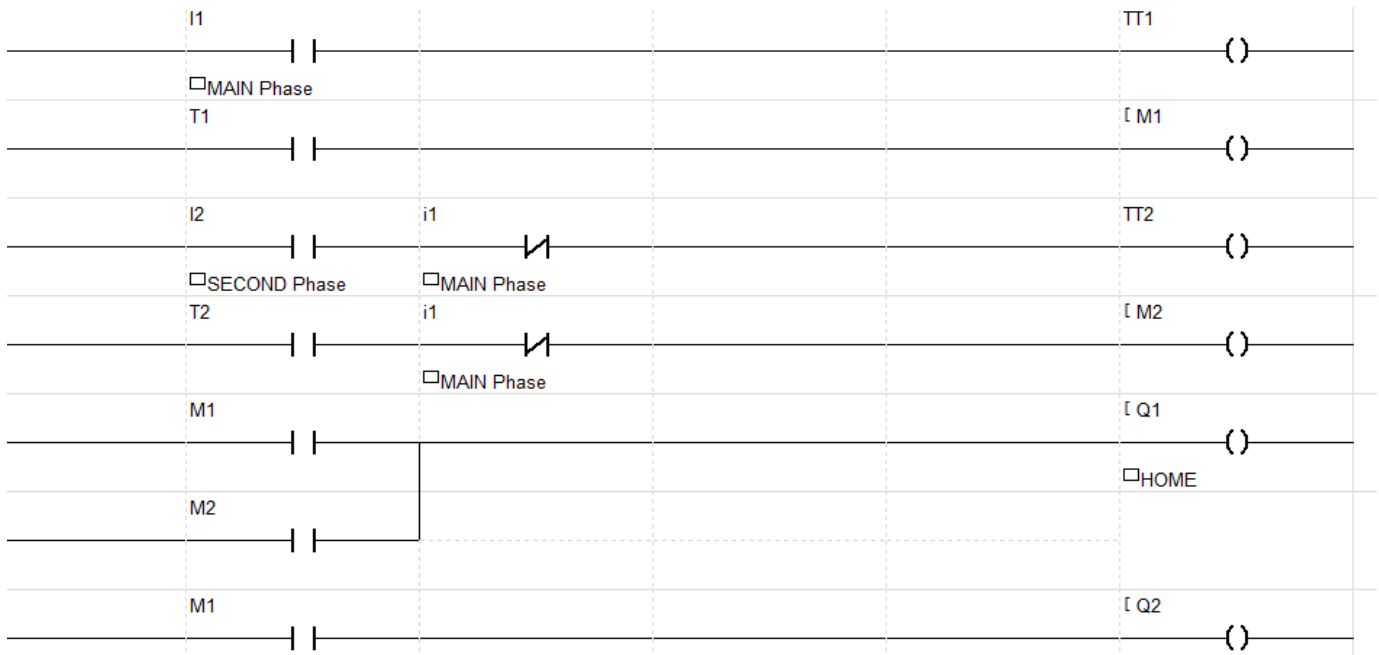 I1 TT1
MAIN Phase
T1 [ M1
I2 i1 TT2
SECOND Phase MAIN Phase
T2 i1 [ M2
MAIN Phase
M1 [ Q1
HOME
M2
M1 [ Q2